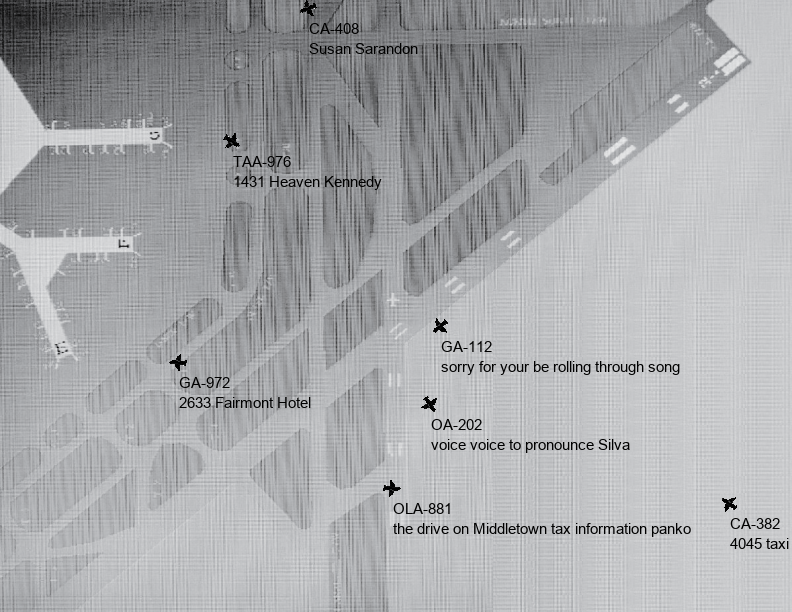 CA-408
Susan Sarandon
TAA-976
1431 Heaven Kennedy
GA-112
sorry for your be rolling through song
GA-972
2633 Fairmont Hotel
OA-202
voice voice to pronounce Silva
OLA-881
the drive on Middletown tax information panko
CA-382
4045 taxi